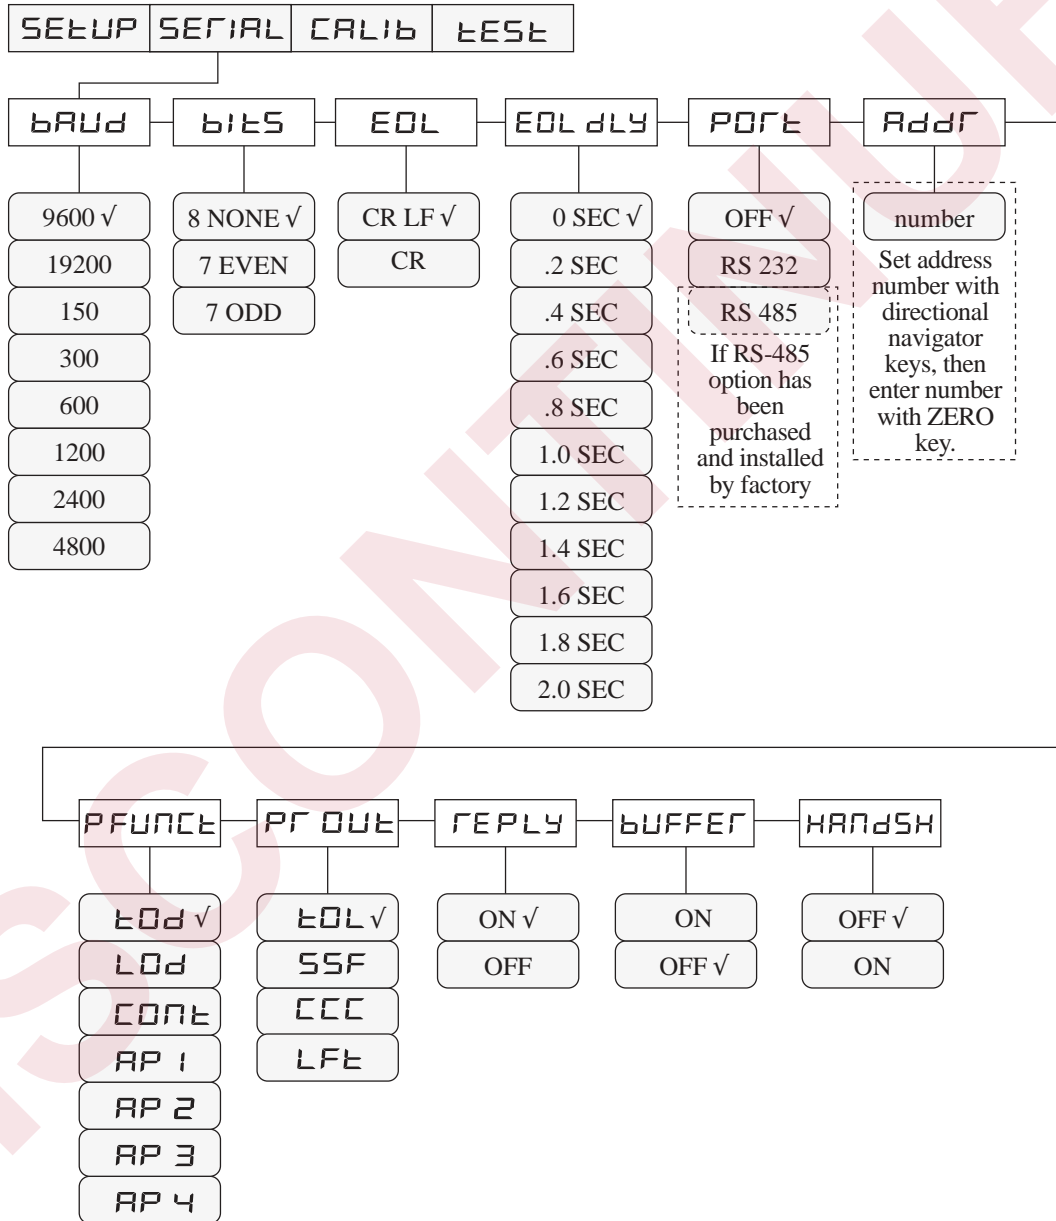 SEtUP SErIAL CALIb tESt
bAUd bItS EOL EOL dLY POrt Addr
9600 √
19200
150
300
600
1200
2400
4800
8 NONE √
7 EVEN
7 ODD
CR LF √
CR
0 SEC √
.2 SEC
.4 SEC
.6 SEC
.8 SEC
1.0 SEC
1.2 SEC
1.4 SEC
1.6 SEC
1.8 SEC
2.0 SEC
OFF √
RS 232
RS 485
If RS-485
option has
been
purchased
and installed
by factory
number
Set address
number with
directional
navigator
keys, then
enter number
with ZERO
key.
P FUNCt Pr OUt rEPLY bUFFEr HANdSH
tOd √
LOd
CONt
AP 1
AP 2
AP 3
AP 4
tOL √
SSF
CCC
LFt
ON √
OFF
ON
OFF √
OFF √
ON
ISCONTINUE